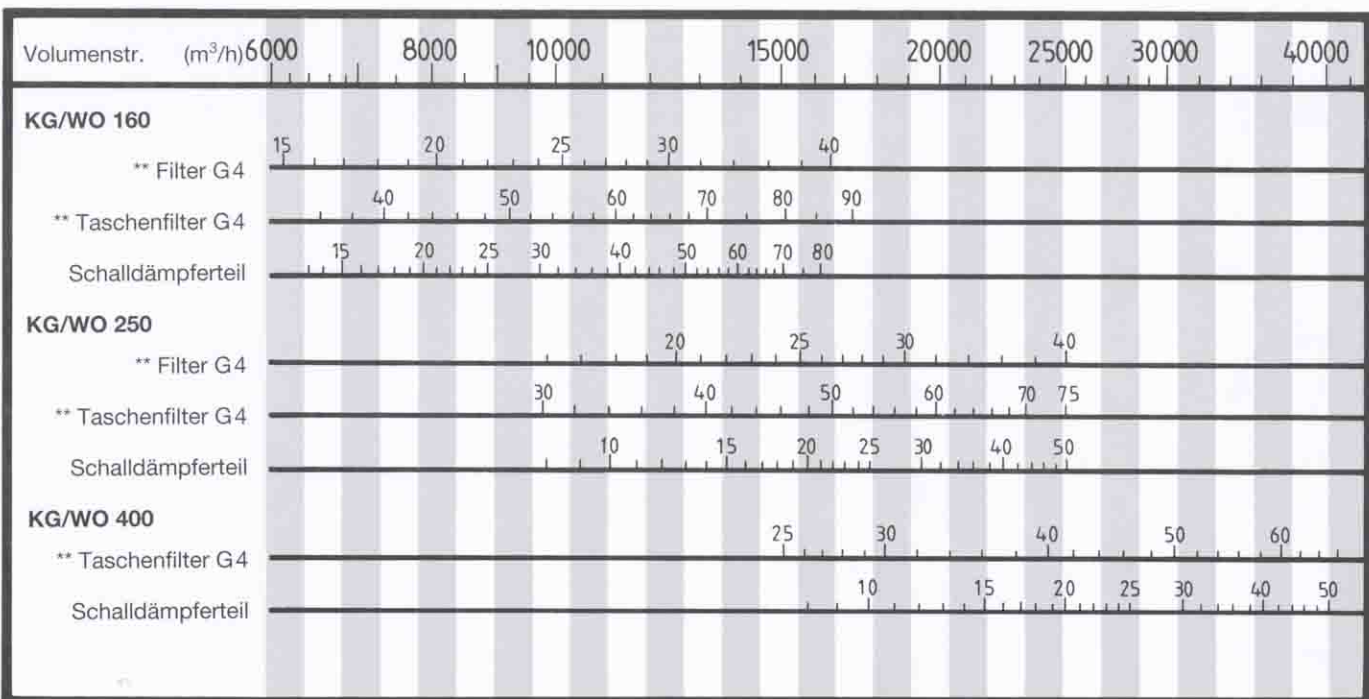 Volumenstr. (m³/h) 6000 8000 10000 15000 20000 25000 30000 40000
KG/WO 160
15 20 25 30 40
** Filter G4
40 50 60 70 80 90
** Taschenfilter G4
15 20 25 30 40 50 60 70 80
Schalldämpferteil
KG/WO 250
20 25 30 40
** Filter G4
30 40 50 60 70 75
** Taschenfilter G4
10 15 20 25 30 40 50
Schalldämpferteil
KG/WO 400
25 30 40 50 60
** Taschenfilter G4
10 15 20 25 30 40 50
Schalldämpferteil